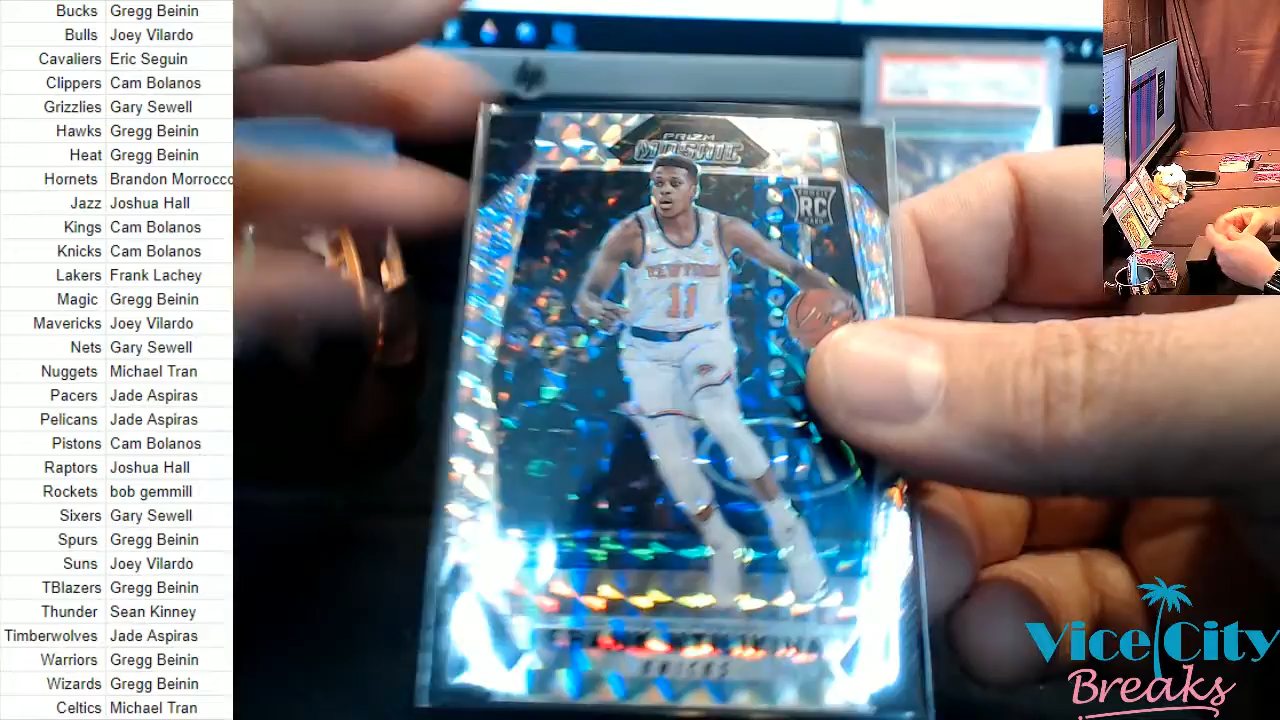 Bucks Gregg Beinin
Bulls Joey Vilardo
Cavaliers Eric Seguin
Clippers Cam Bolanos
Grizzlies Gary Sewell
Hawks Gregg Beinin
Heat Gregg Beinin
Hornets Brandon Morrocco
Jazz Joshua Hall
Kings Cam Bolanos
Knicks Cam Bolanos
Lakers Frank Lachey
Magic Gregg Beinin
Mavericks Joey Vilardo
Nets Gary Sewell
Nuggets Michael Tran
Pacers Jade Aspiras
Pelicans Jade Aspiras
Pistons Cam Bolanos
Raptors Joshua Hall
Rockets bob gemmill
Sixers Gary Sewell
Spurs Gregg Beinin
Suns Joey Vilardo
TBlazers Gregg Beinin
Thunder Sean Kinney
Timberwolves Jade Aspiras
Warriors Gregg Beinin
Wizards Gregg Beinin
Celtics Michael Tran
hp
PRIZM
MOSAIC
RC
NEW YORK
11
KNICKS
Vice City
Breaks